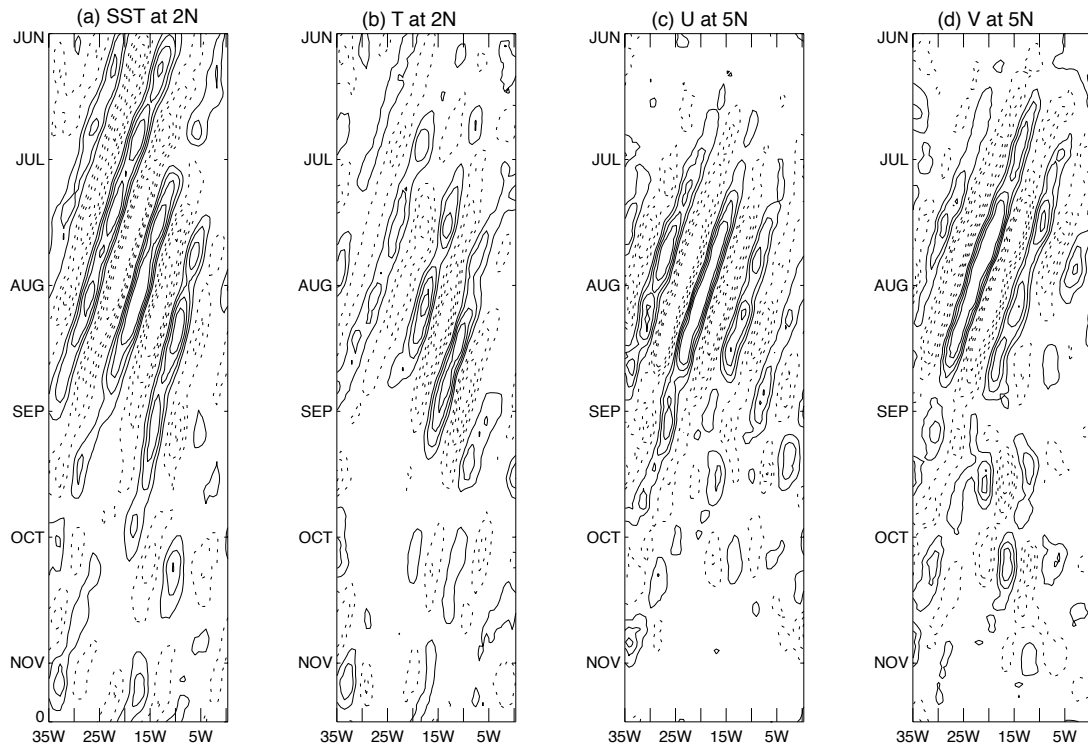 (a) SST at 2N
(b) T at 2N
(c) U at 5N
(d) V at 5N
JUN
JUL
AUG
SEP
OCT
NOV
0
35W 25W 15W 5W
JUN
JUL
AUG
SEP
OCT
NOV
35W 25W 15W 5W
JUN
JUL
AUG
SEP
OCT
NOV
35W 25W 15W 5W
JUN
JUL
AUG
SEP
OCT
NOV
35W 25W 15W 5W